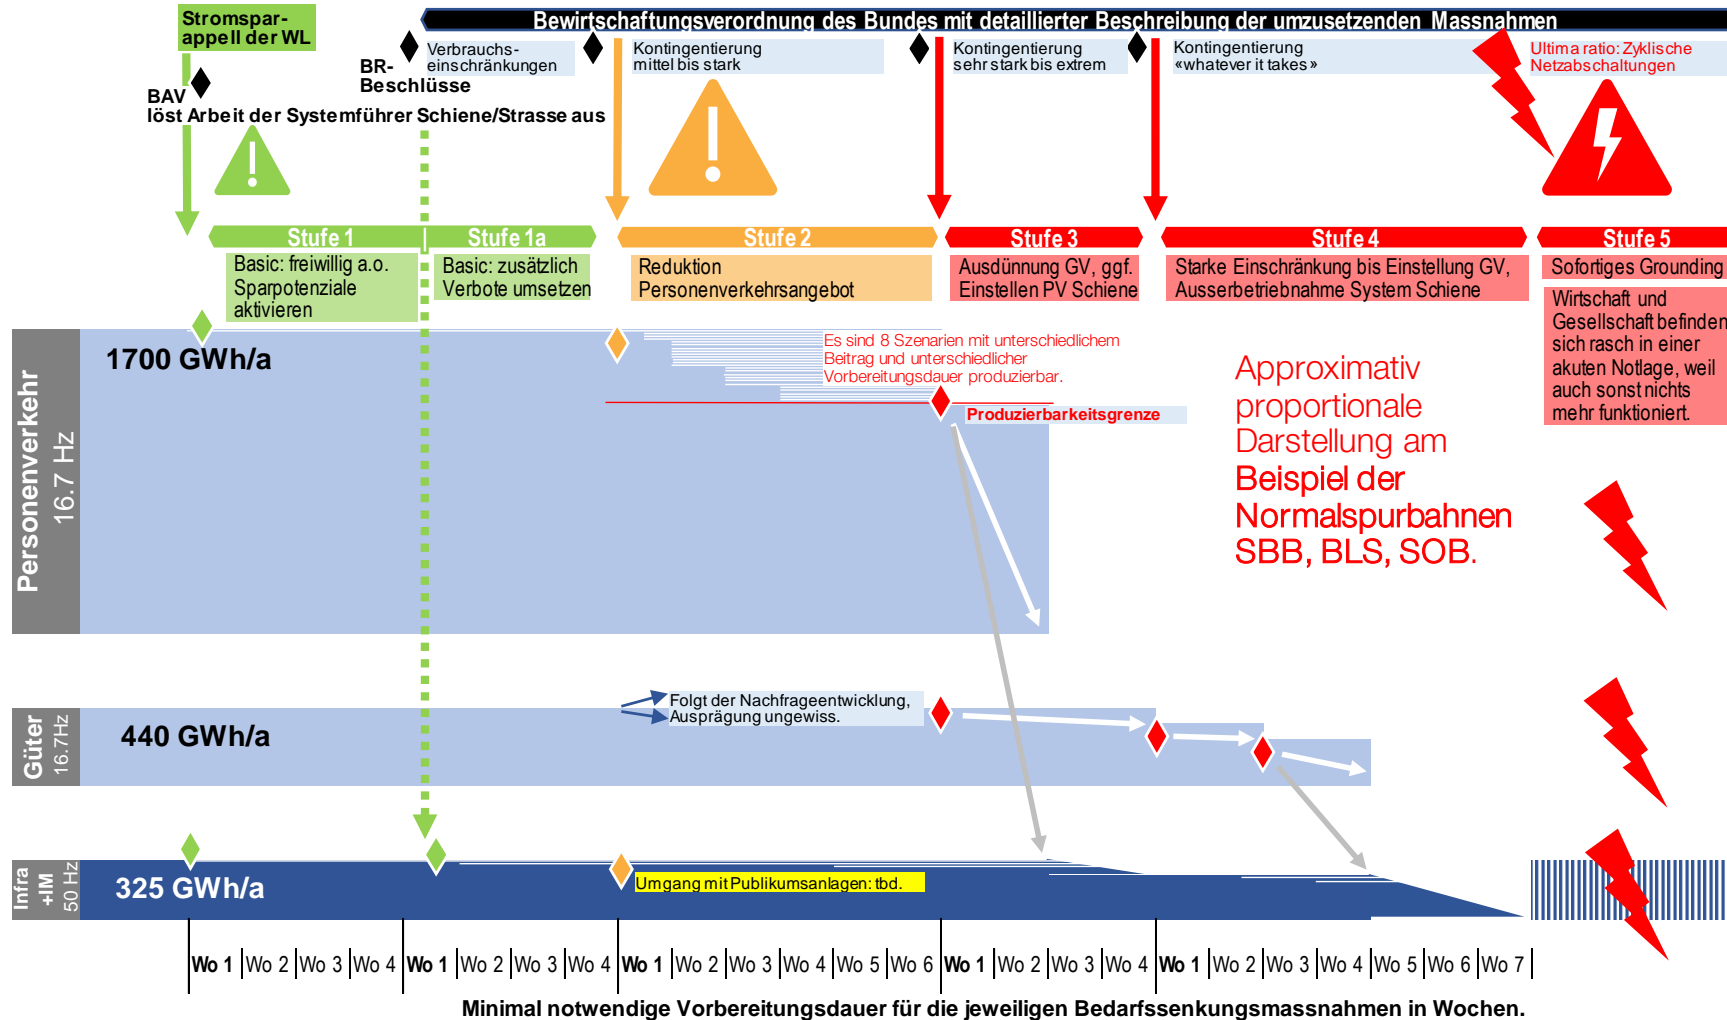 Stromspar-
appell der WL
Bewirtschaftungsverordnung des Bundes mit detaillierter Beschreibung der umzusetzenden Massnahmen
BR-
Beschlüsse
Verbrauchs-
einschränkungen
Kontingentierung
mittel bis stark
Kontingentierung
sehr stark bis extrem
Kontingentierung
«whatever it takes»
Ultima ratio: Zyklische
Netzabschaltungen
BAV
löst Arbeit der Systemführer Schiene/Strasse aus
Stufe 1
Stufe 1a
Stufe 2
Stufe 3
Stufe 4
Stufe 5
Basic: freiwillig a.o.
Sparpotenziale
aktivieren
Basic: zusätzlich
Verbote umsetzen
Reduktion
Personenverkehrsangebot
Ausdünnung GV, ggf.
Einstellen PV Schiene
Starke Einschränkung bis Einstellung GV,
Ausserbetriebnahme System Schiene
Sofortiges Grounding
Wirtschaft und
Gesellschaft befinden
sich rasch in einer
akuten Notlage, weil
auch sonst nichts
mehr funktioniert.
Personenverkehr
16.7 Hz
1700 GWh/a
Es sind 8 Szenarien mit unterschiedlichem
Beitrag und unterschiedlicher
Vorbereitungsdauer produzierbar.
Produzierbarkeitsgrenze
Approximativ
proportionale
Darstellung am
Beispiel der
Normalspurbahnen
SBB, BLS, SOB.
Güter
16.7Hz
440 GWh/a
Folgt der Nachfrageentwicklung,
Ausprägung ungewiss.
Infra
+IM
50 Hz
325 GWh/a
Umgang mit Publikumsanlagen: tbd.
Wo 1 Wo 2 Wo 3 Wo 4 Wo 1 Wo 2 Wo 3 Wo 4 Wo 1 Wo 2 Wo 3 Wo 4 Wo 5 Wo 6 Wo 1 Wo 2 Wo 3 Wo 4 Wo 1 Wo 2 Wo 3 Wo 4 Wo 5 Wo 6 Wo 7
Minimal notwendige Vorbereitungsdauer für die jeweiligen Bedarfssenkungsmassnahmen in Wochen.